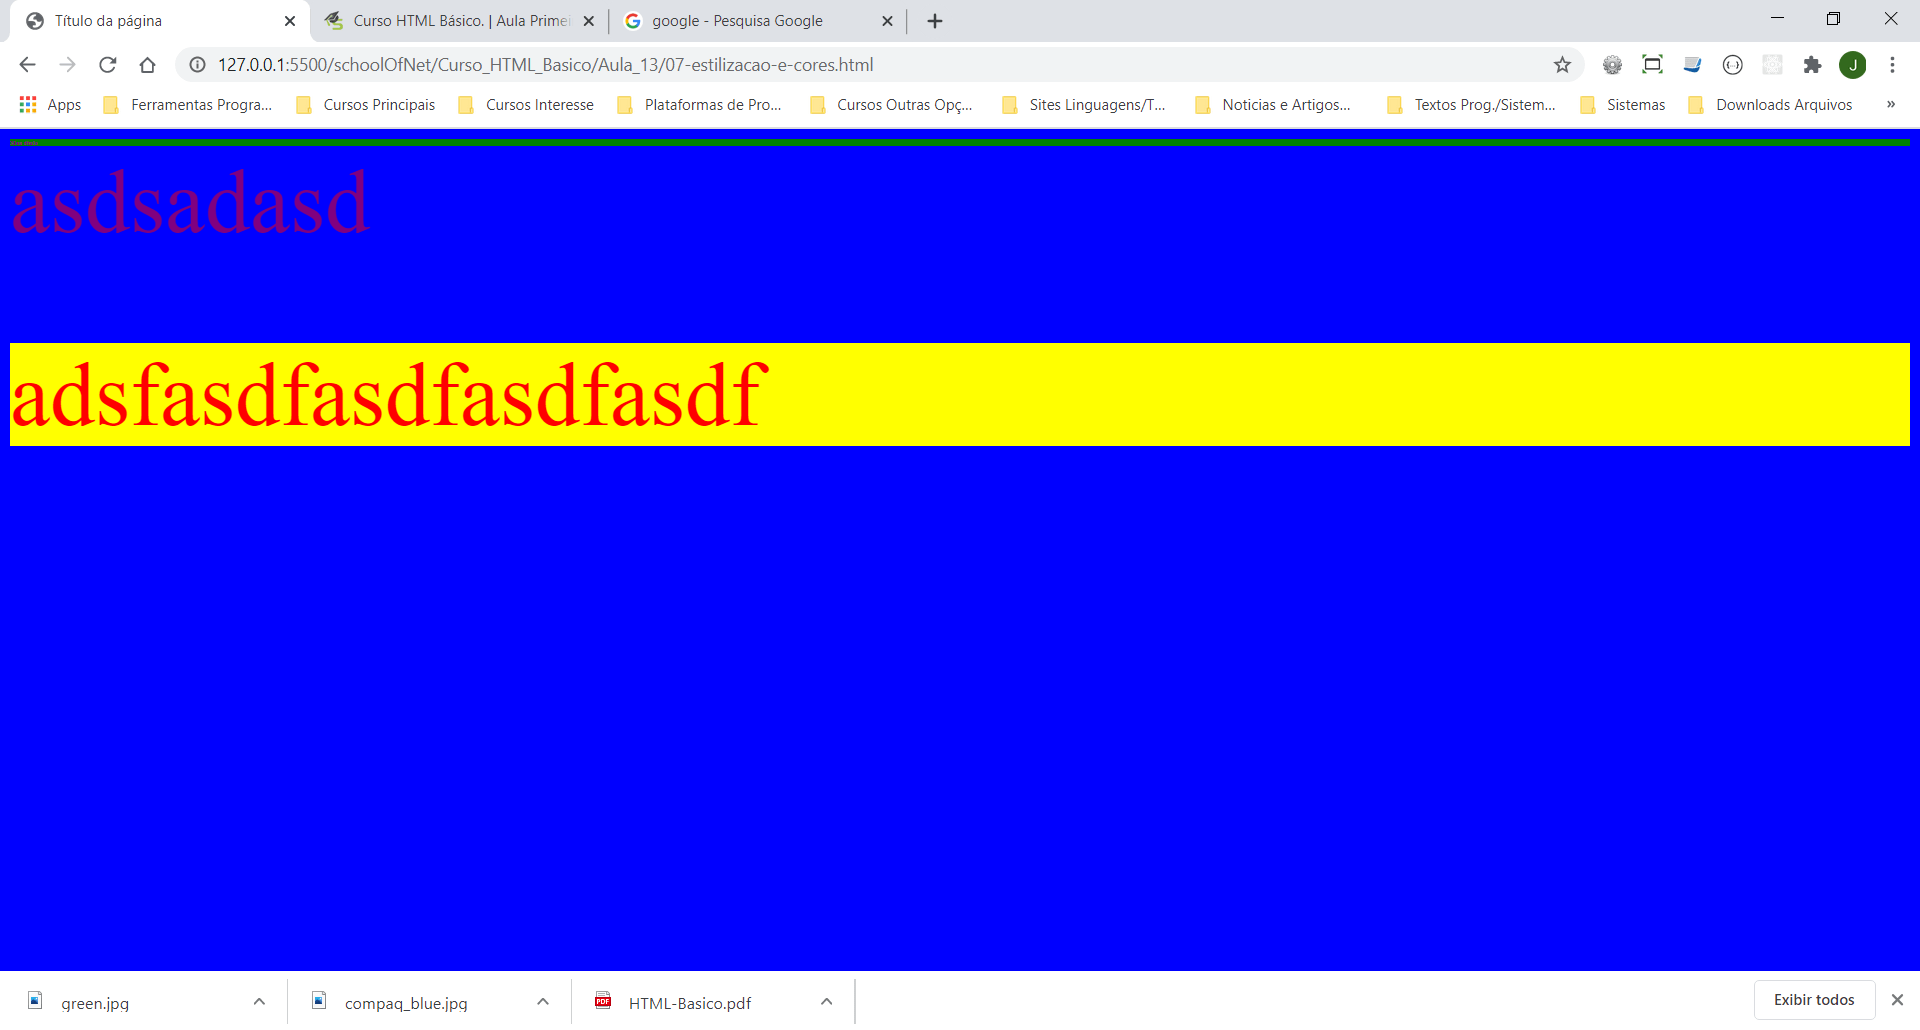 Título da página
Curso HTML Básico. | Aula Primei
google - Pesquisa Google
127.0.0.1:5500/schoolOfNet/Curso_HTML_Basico/Aula_13/07-estilizacao-e-cores.html
J
Apps
Ferramentas Progra...
Cursos Principais
Cursos Interesse
Plataformas de Pro...
Cursos Outras Opç...
Sites Linguagens/T...
Noticias e Artigos...
Textos Prog./Sistem...
Sistemas
Downloads Arquivos
»
asdsadasd
adsfasdfasdfasdfasdf
green.jpg
compaq_blue.jpg
PDF
HTML-Basico.pdf
Exibir todos